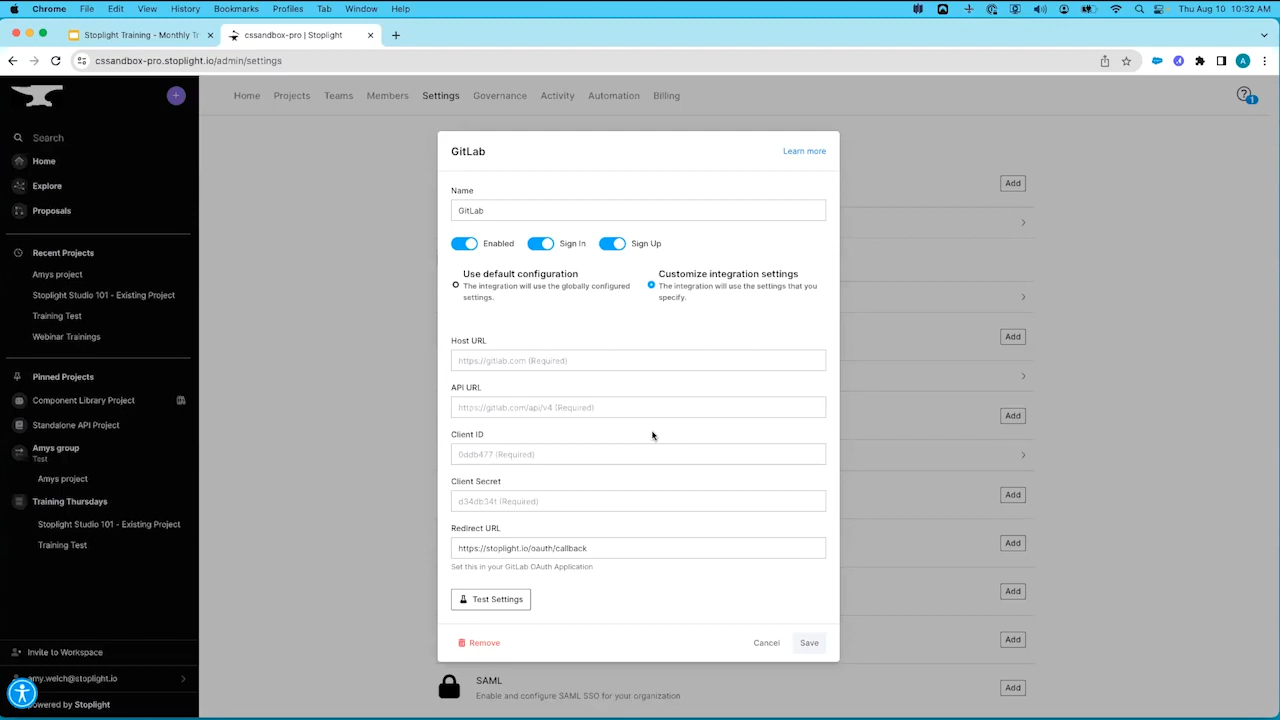 Chrome File Edit View History Bookmarks Profiles Tab Window Help Thu Aug 10 10:32 AM
Stoplight Training - Monthly Tr
cssandbox-pro | Stoplight
cssandbox-pro.stoplight.io/admin/settings
A
Home Projects Teams Members Settings Governance Activity Automation Billing
1
Search
Home
Explore
Proposals
Recent Projects
Amys project
Stoplight Studio 101 - Existing Project
Training Test
Webinar Trainings
Pinned Projects
Component Library Project
Standalone API Project
Amys group
Test
Amys project
Training Thursdays
Stoplight Studio 101 - Existing Project
Training Test
Invite to Workspace
amy.welch@stoplight.io
powered by Stoplight
GitLab
Learn more
Name
GitLab
Enabled Sign In Sign Up
Use default configuration
The integration will use the globally configured
settings.
Customize integration settings
The integration will use the settings that you
specify.
Host URL
https://gitlab.com (Required)
API URL
https://gitlab.com/api/v4 (Required)
Client ID
0ddb477 (Required)
Client Secret
d34db34t (Required)
Redirect URL
https://stoplight.io/oauth/callback
Set this in your GitLab OAuth Application
Test Settings
Remove
Cancel
Save
Add
Add
Add
Add
Add
Add
Add
Add
SAML
Enable and configure SAML SSO for your organization
Add